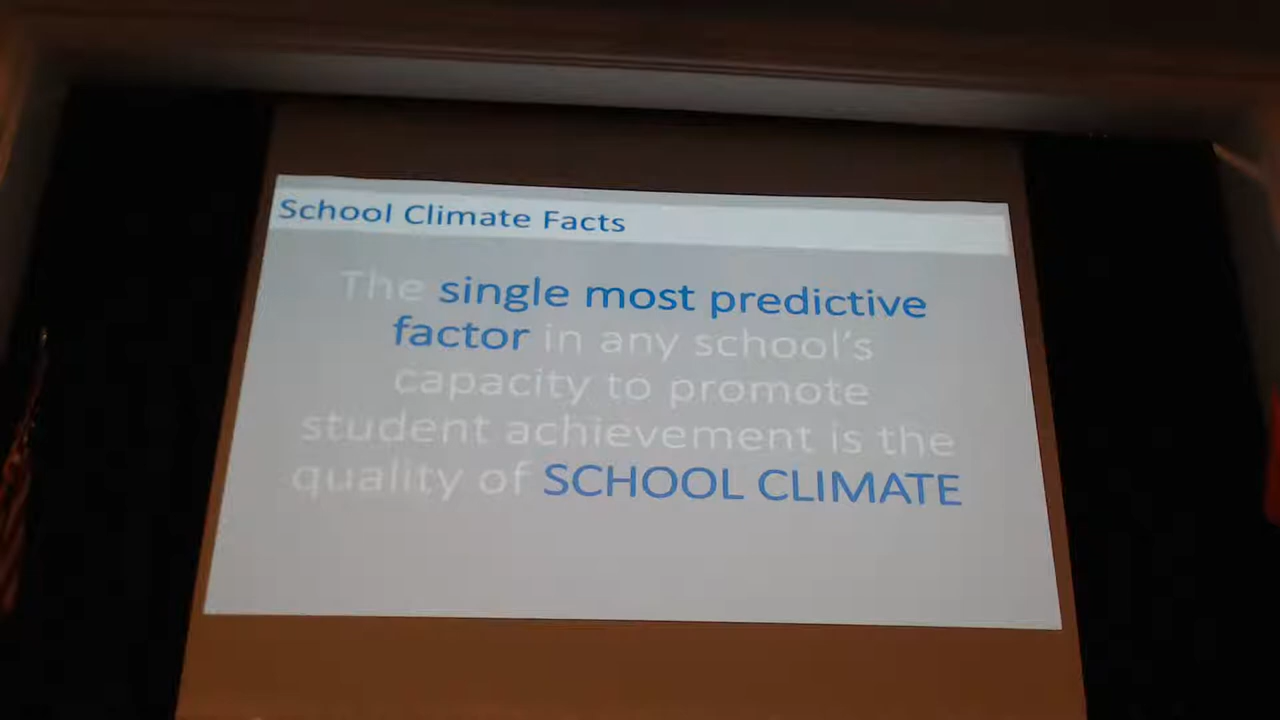 School Climate Facts
The single most predictive
factor in any school's
capacity to promote
student achievement is the
quality of SCHOOL CLIMATE